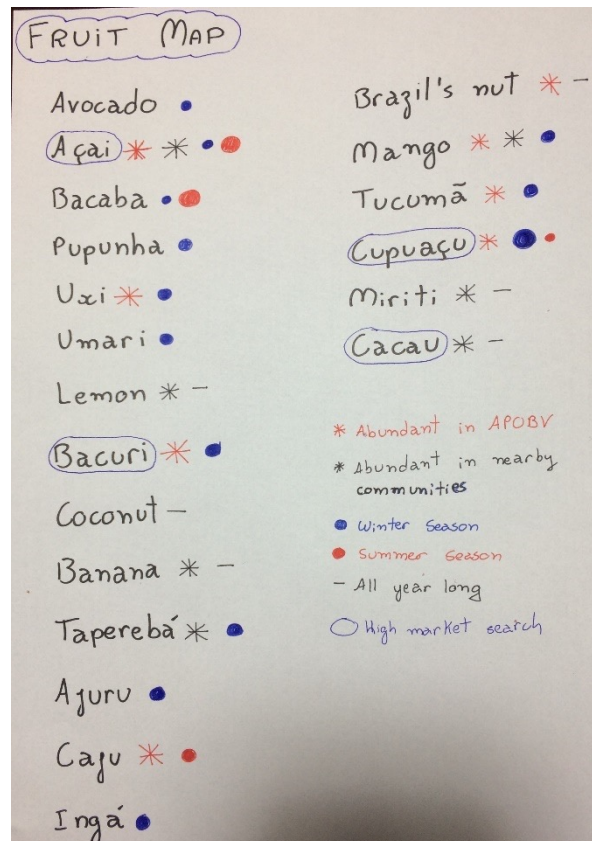 FRUIT MAP
Avocado
Açai
Bacaba
Pupunha
Uxi
Umari
Lemon
Bacuri
Coconut
Banana
Taperebá
Ajuru
Caju
Ingá
Brazil's nut
Mango
Tucumã
Cupuaçu
Miriti
Cacau
Abundant in APOBV
Abundant in nearby
communities
Winter Season
Summer Season
All year long
High market search